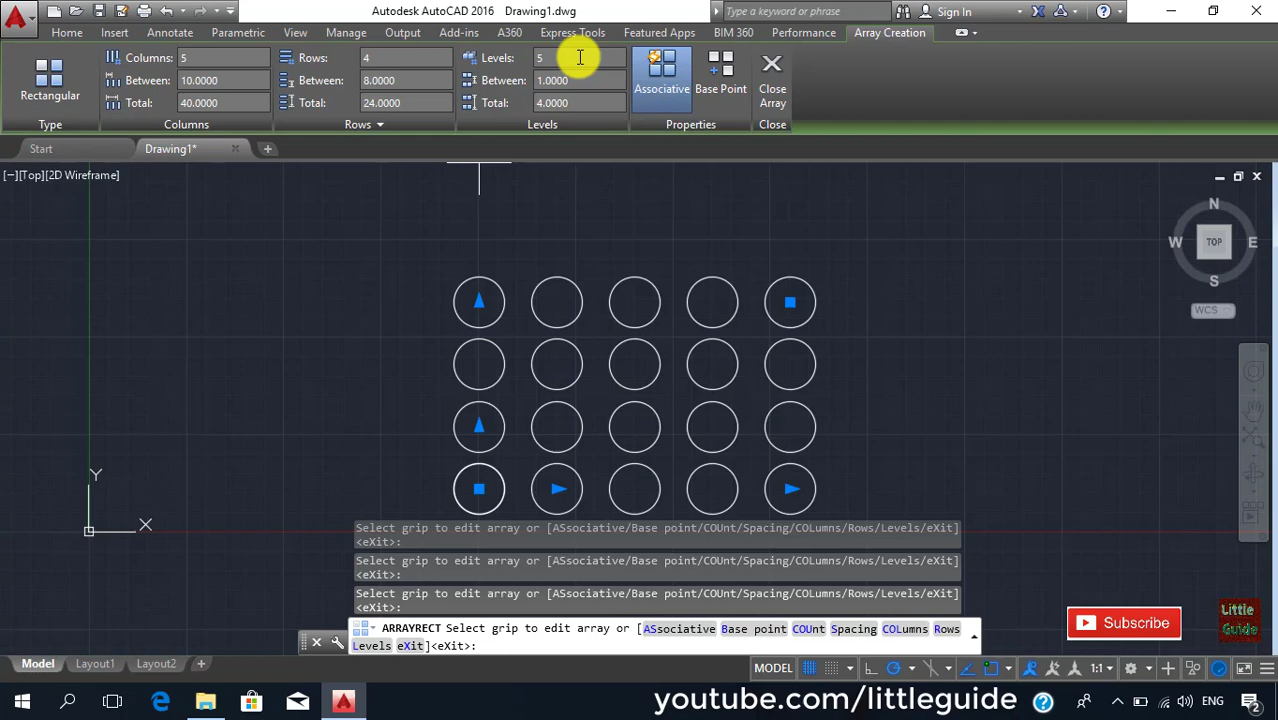 Autodesk AutoCAD 2016 Drawing1.dwg
Type a keyword or phrase
Sign In
Home Insert Annotate Parametric View Manage Output Add-ins A360 Express Tools Featured Apps BIM 360 Performance Array Creation
Columns: 5 Rows: 4 Levels: 5
Between: 10.0000 Between: 8.0000 Between: 1.0000
Total: 40.0000 Total: 24.0000 Total: 4.0000
Rectangular
Associative Base Point Close
Array
Type Columns Rows Levels Properties Close
Start Drawing1*
[−][Top][2D Wireframe]
N
W TOP E
S
WCS
Y
X
Select grip to edit array or [ASsociative/Base point/COUnt/Spacing/COLumns/Rows/Levels/eXit]
<eXit>:
Select grip to edit array or [ASsociative/Base point/COUnt/Spacing/COLumns/Rows/Levels/eXit]
<eXit>:
Select grip to edit array or [ASsociative/Base point/COUnt/Spacing/COLumns/Rows/Levels/eXit]
<eXit>:
ARRAYRECT Select grip to edit array or [ASsociative Base point COUnt Spacing COLumns Rows
Levels eXit]<eXit>:
Subscribe
Little
Guide
Model Layout1 Layout2
MODEL 1:1
youtube.com/littleguide
ENG
2